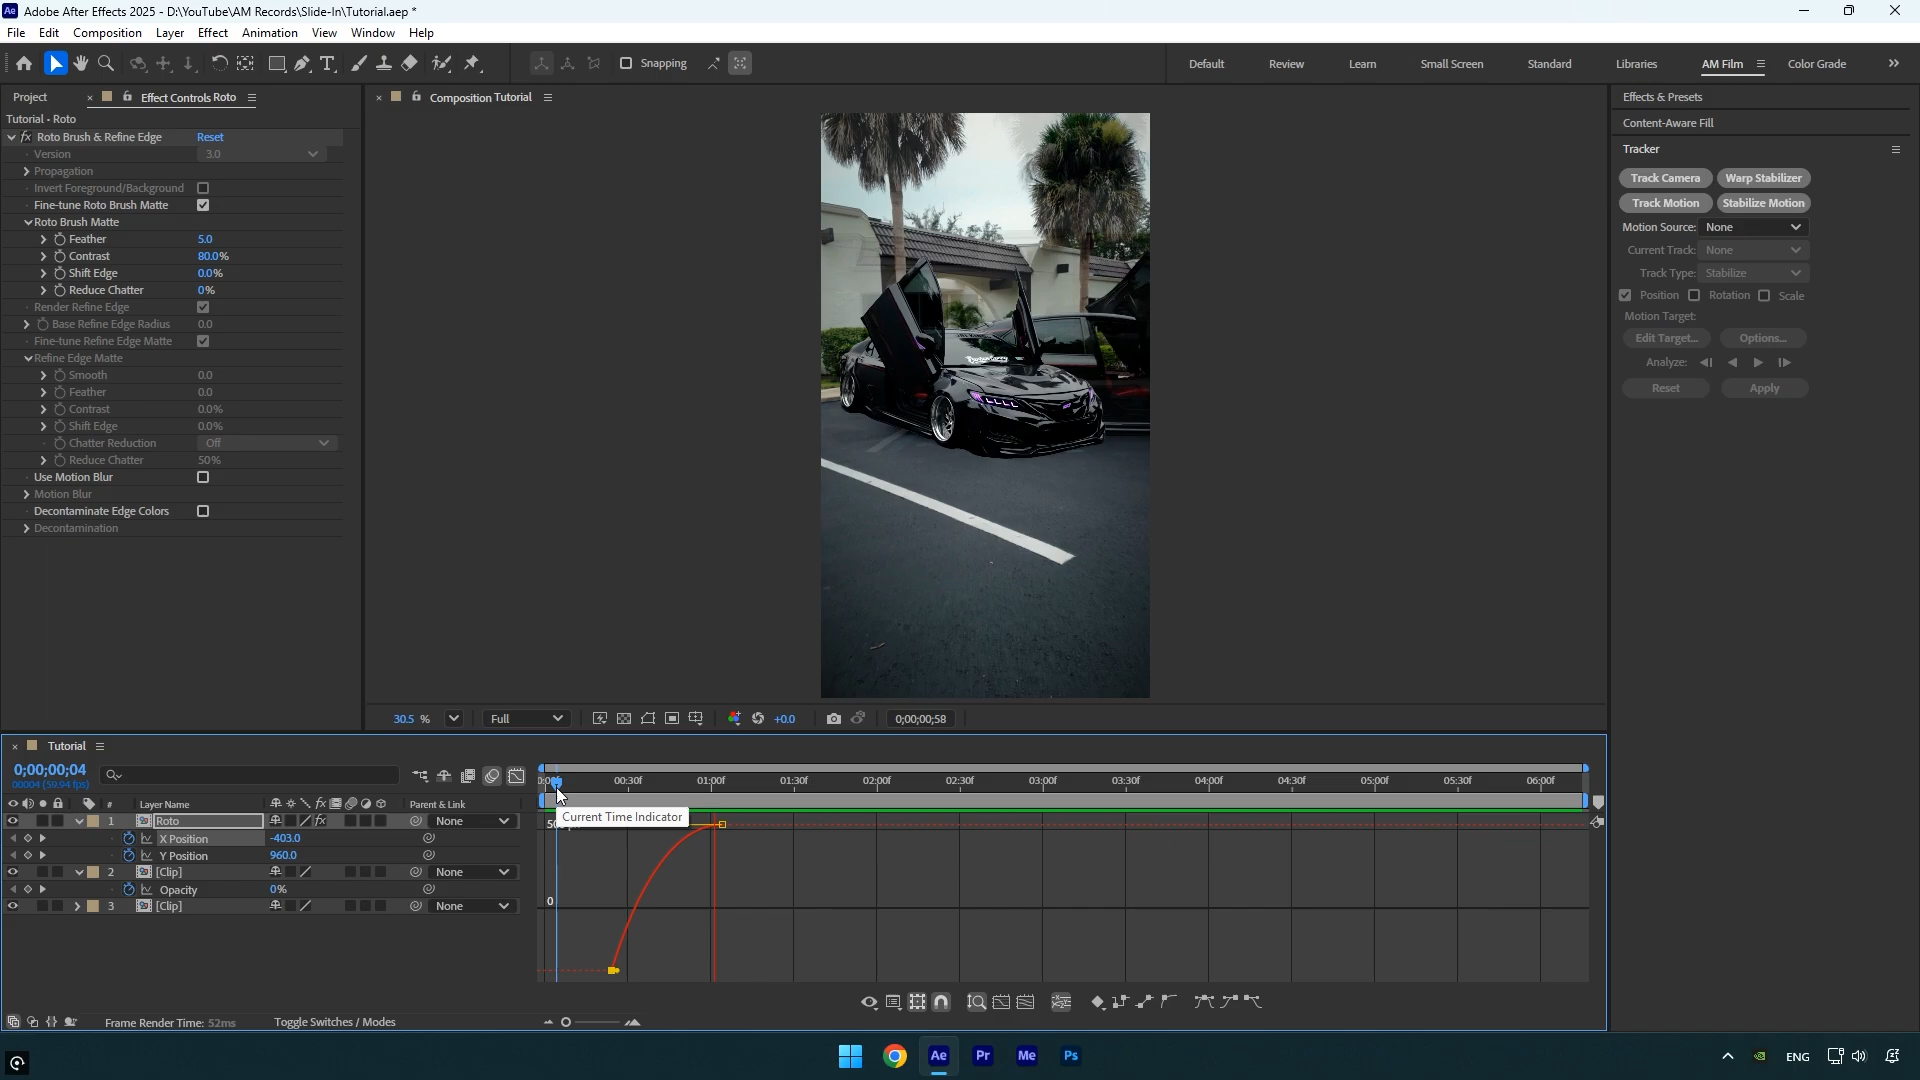 Adobe After Effects 2025 - D:\YouTube\AM Records\Slide-In\Tutorial.aep *
File Edit Composition Layer Effect Animation View Window Help
Snapping
Default Review Learn Small Screen Standard Libraries AM Film Color Grade
Project
Effect Controls Roto
Tutorial • Roto
Roto Brush & Refine Edge Reset
Version 3.0
Propagation
Invert Foreground/Background
Fine-tune Roto Brush Matte
Roto Brush Matte
Feather 5.0
Contrast 80.0%
Shift Edge 0.0%
Reduce Chatter 0%
Render Refine Edge
Base Refine Edge Radius 0.0
Fine-tune Refine Edge Matte
Refine Edge Matte
Smooth 0.0
Feather 0.0
Contrast 0.0%
Shift Edge 0.0%
Chatter Reduction Off
Reduce Chatter 50%
Use Motion Blur
Motion Blur
Decontaminate Edge Colors
Decontamination
Composition Tutorial
30.5 % Full +0.0 0;00;00;58
Effects & Presets
Content-Aware Fill
Tracker
Track Camera Warp Stabilizer
Track Motion Stabilize Motion
Motion Source: None
Current Track: None
Track Type: Stabilize
Position Rotation Scale
Motion Target:
Edit Target... Options...
Analyze:
Reset Apply
Tutorial
0;00;00;04
00004 (59.94 fps)
# Layer Name Parent & Link
1 Roto None
X Position -403.0
Y Position 960.0
2 [Clip] None
Opacity 0%
3 [Clip] None
00:30f 01:00f 01:30f 02:00f 02:30f 03:00f 03:30f 04:00f 04:30f 05:00f 05:30f 06:00f
Current Time Indicator
0
Frame Render Time: 52ms
Toggle Switches / Modes
Ae Pr Me Ps
ENG